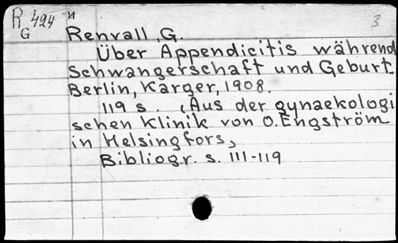 R 424 и 3
G
Renvall, G.
Über Appendicitis während
Schwangerschaft und Geburt.
Berlin, Karger, 1908.
119 s. (Aus der gynaekologi
schen Klinik von O. Engström
in Helsingfors,
Bibliogr. s. 111-119